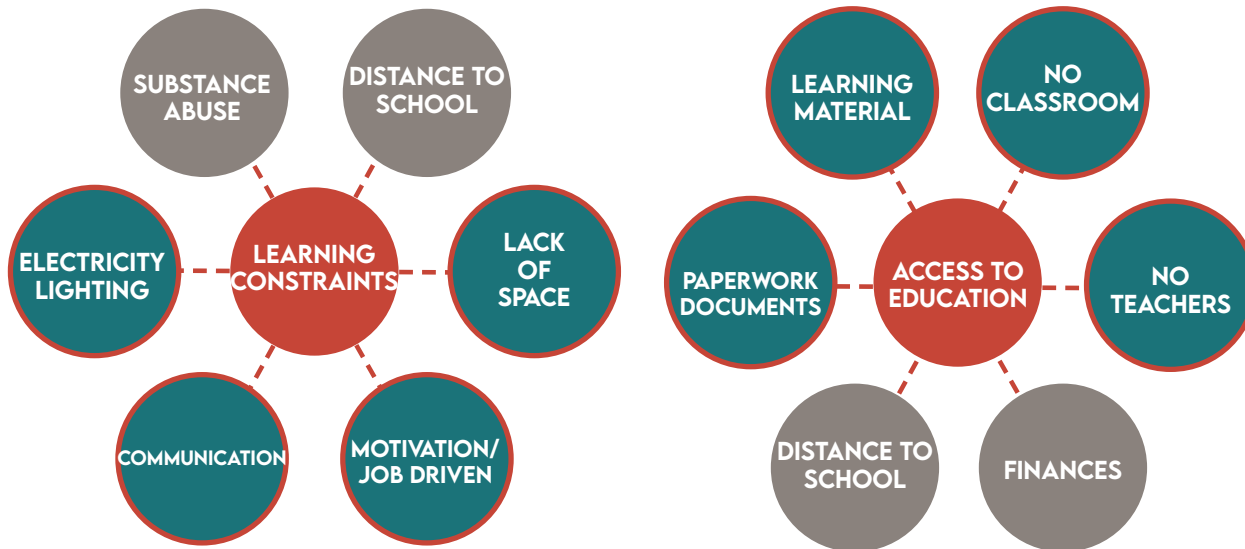 SUBSTANCE
ABUSE
DISTANCE TO
SCHOOL
ELECTRICITY
LIGHTING
LEARNING
CONSTRAINTS
LACK
OF
SPACE
COMMUNICATION
MOTIVATION/
JOB DRIVEN
LEARNING
MATERIAL
NO
CLASSROOM
PAPERWORK
DOCUMENTS
ACCESS TO
EDUCATION
NO
TEACHERS
DISTANCE TO
SCHOOL
FINANCES